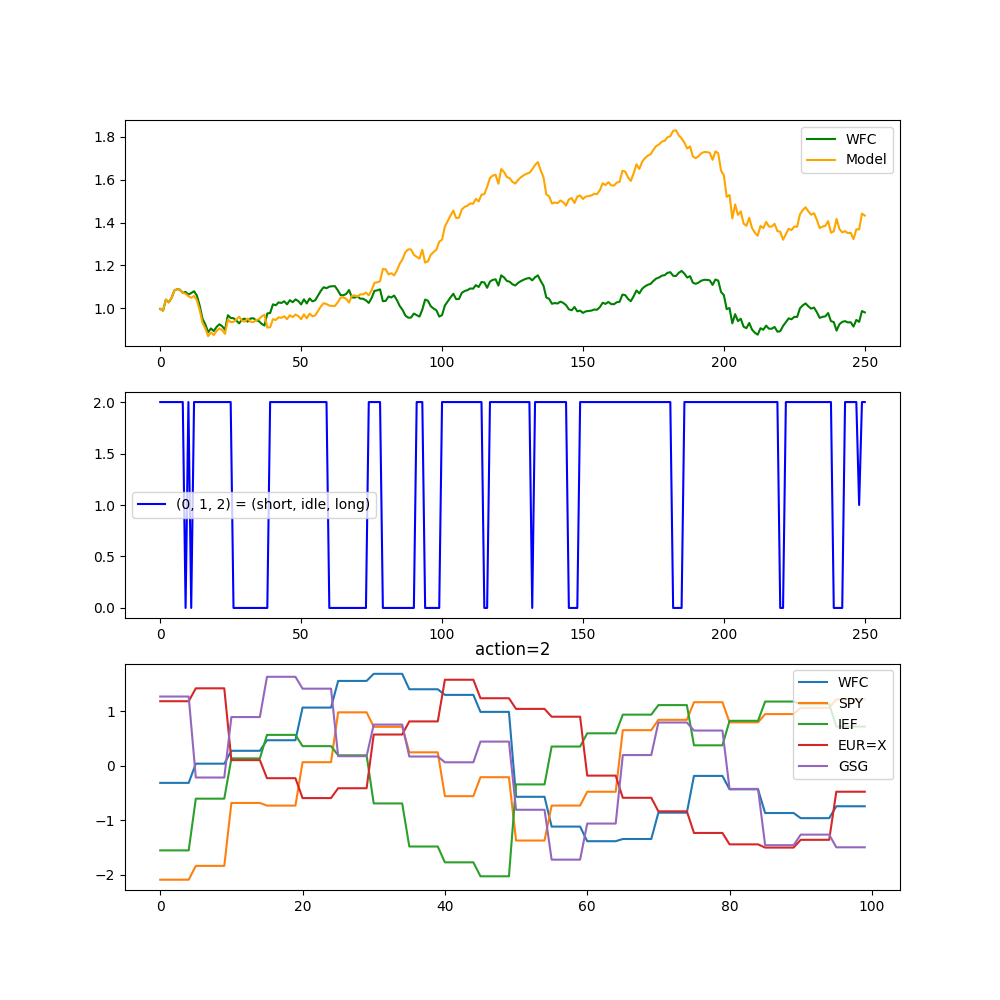 1.8
1.6
1.4
1.2
1.0
WFC
Model
0 50 100 150 200 250
2.0
1.5
1.0
0.5
0.0
(0, 1, 2) = (short, idle, long)
0 50 100 150 200 250
action=2
1
0
−1
−2
WFC
SPY
IEF
EUR=X
GSG
0 20 40 60 80 100